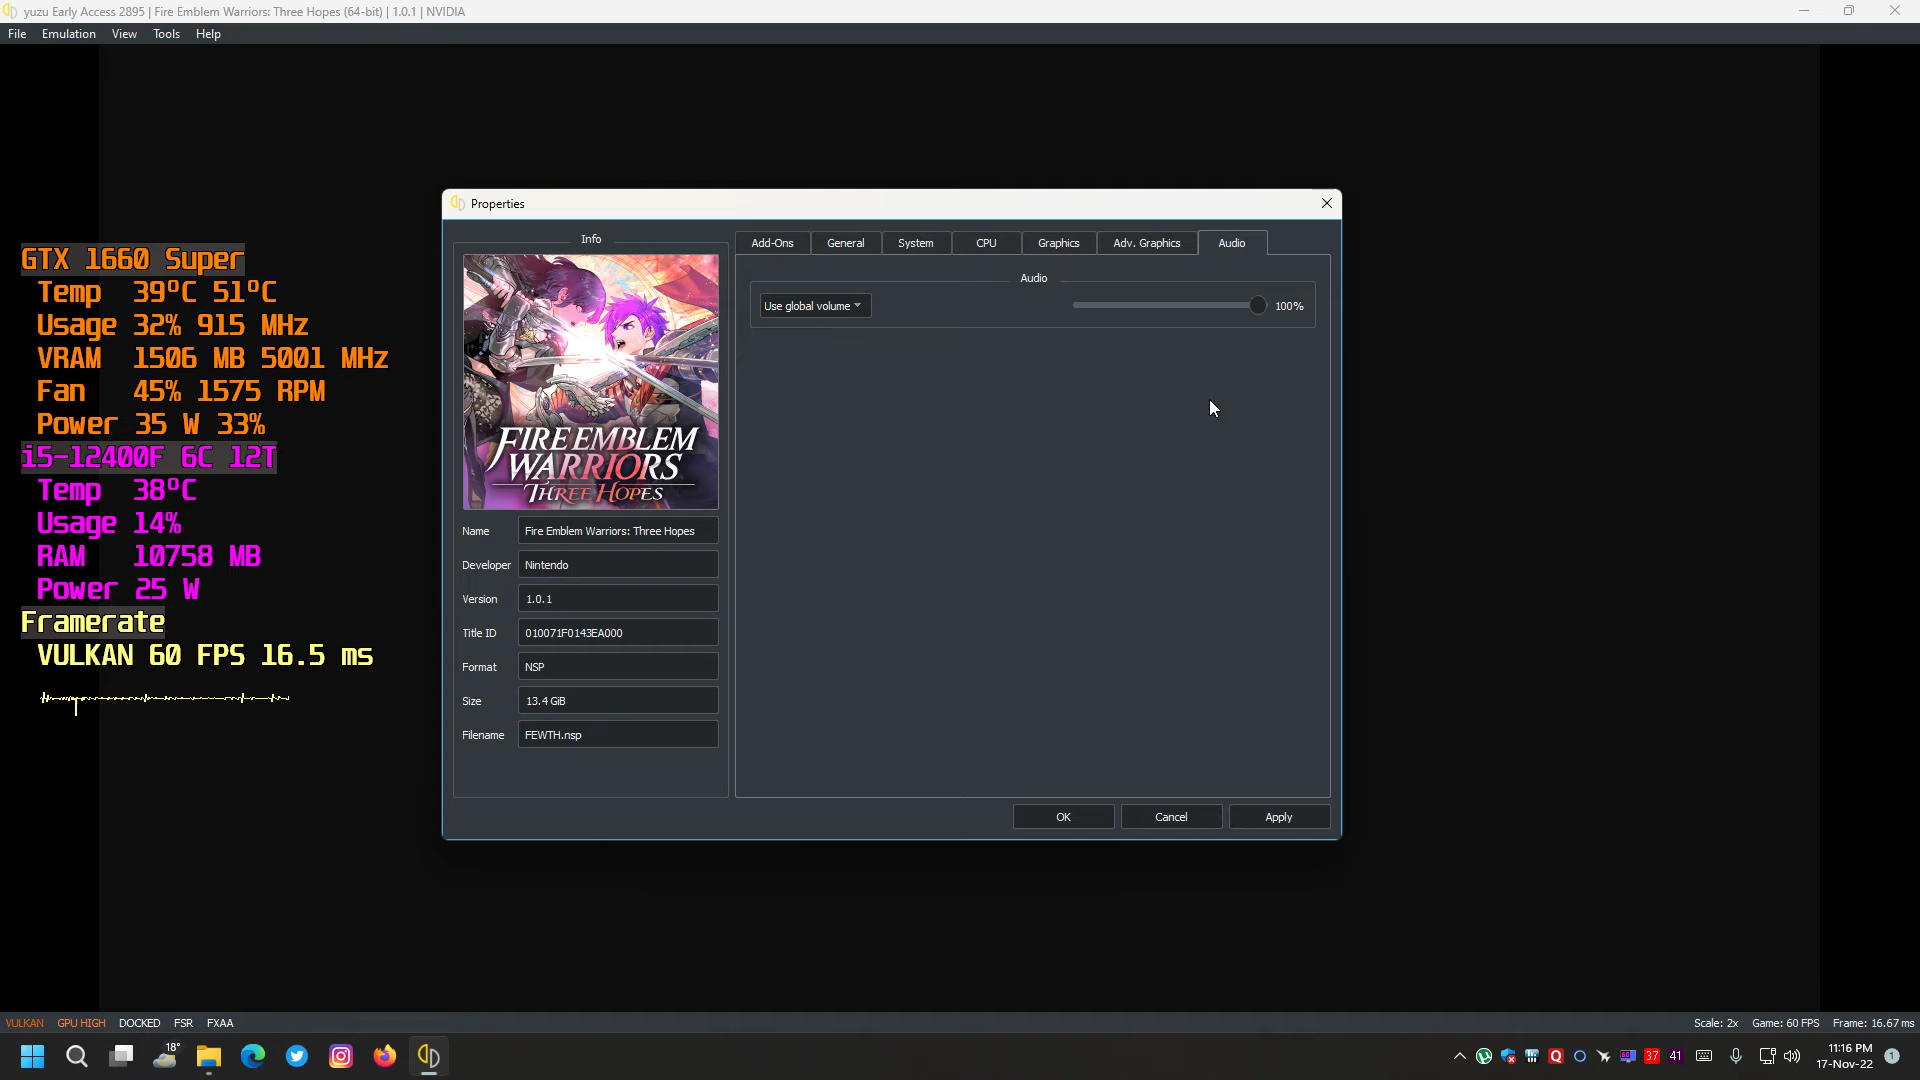 yuzu Early Access 2895 | Fire Emblem Warriors: Three Hopes (64-bit) | 1.0.1 | NVIDIA
File Emulation View Tools Help
Properties
GTX 1660 Super
Temp 39°C 51°C
Usage 32% 915 MHz
VRAM 1506 MB 5001 MHz
Fan 45% 1575 RPM
Power 35 W 33%
i5-12400F 6C 12T
Temp 38°C
Usage 14%
RAM 10758 MB
Power 25 W
Framerate
VULKAN 60 FPS 16.5 ms
Info
FIRE EMBLEM
WARRIORS
THREE HOPES
Name Fire Emblem Warriors: Three Hopes
Developer Nintendo
Version 1.0.1
Title ID 010071F0143EA000
Format NSP
Size 13.4 GiB
Filename FEWTH.nsp
Add-Ons General System CPU Graphics Adv. Graphics Audio
Audio
Use global volume 100%
OK Cancel Apply
VULKAN GPU HIGH DOCKED FSR FXAA
Scale: 2x Game: 60 FPS Frame: 16.67 ms
18°
60
37 41
11:16 PM
17-Nov-22
1